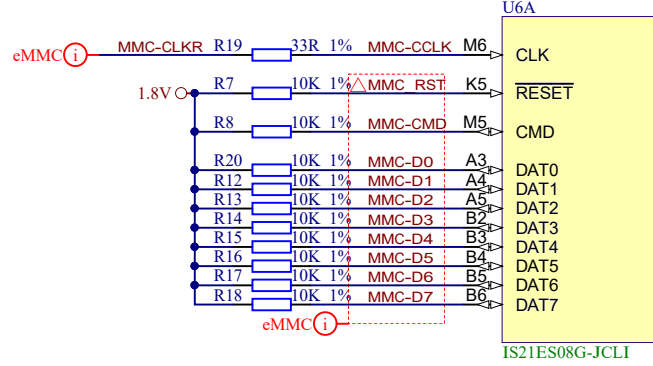 U6A
eMMC i MMC-CLKR R19 33R 1% MMC-CCLK M6 CLK
1.8V R7 10K 1% MMC_RST K5 RESET
R8 10K 1% MMC-CMD M5 CMD
R20 10K 1% MMC-D0 A3 DAT0
R12 10K 1% MMC-D1 A4 DAT1
R13 10K 1% MMC-D2 A5 DAT2
R14 10K 1% MMC-D3 B2 DAT3
R15 10K 1% MMC-D4 B3 DAT4
R16 10K 1% MMC-D5 B4 DAT5
R17 10K 1% MMC-D6 B5 DAT6
R18 10K 1% MMC-D7 B6 DAT7
eMMC i
IS21ES08G-JCLI